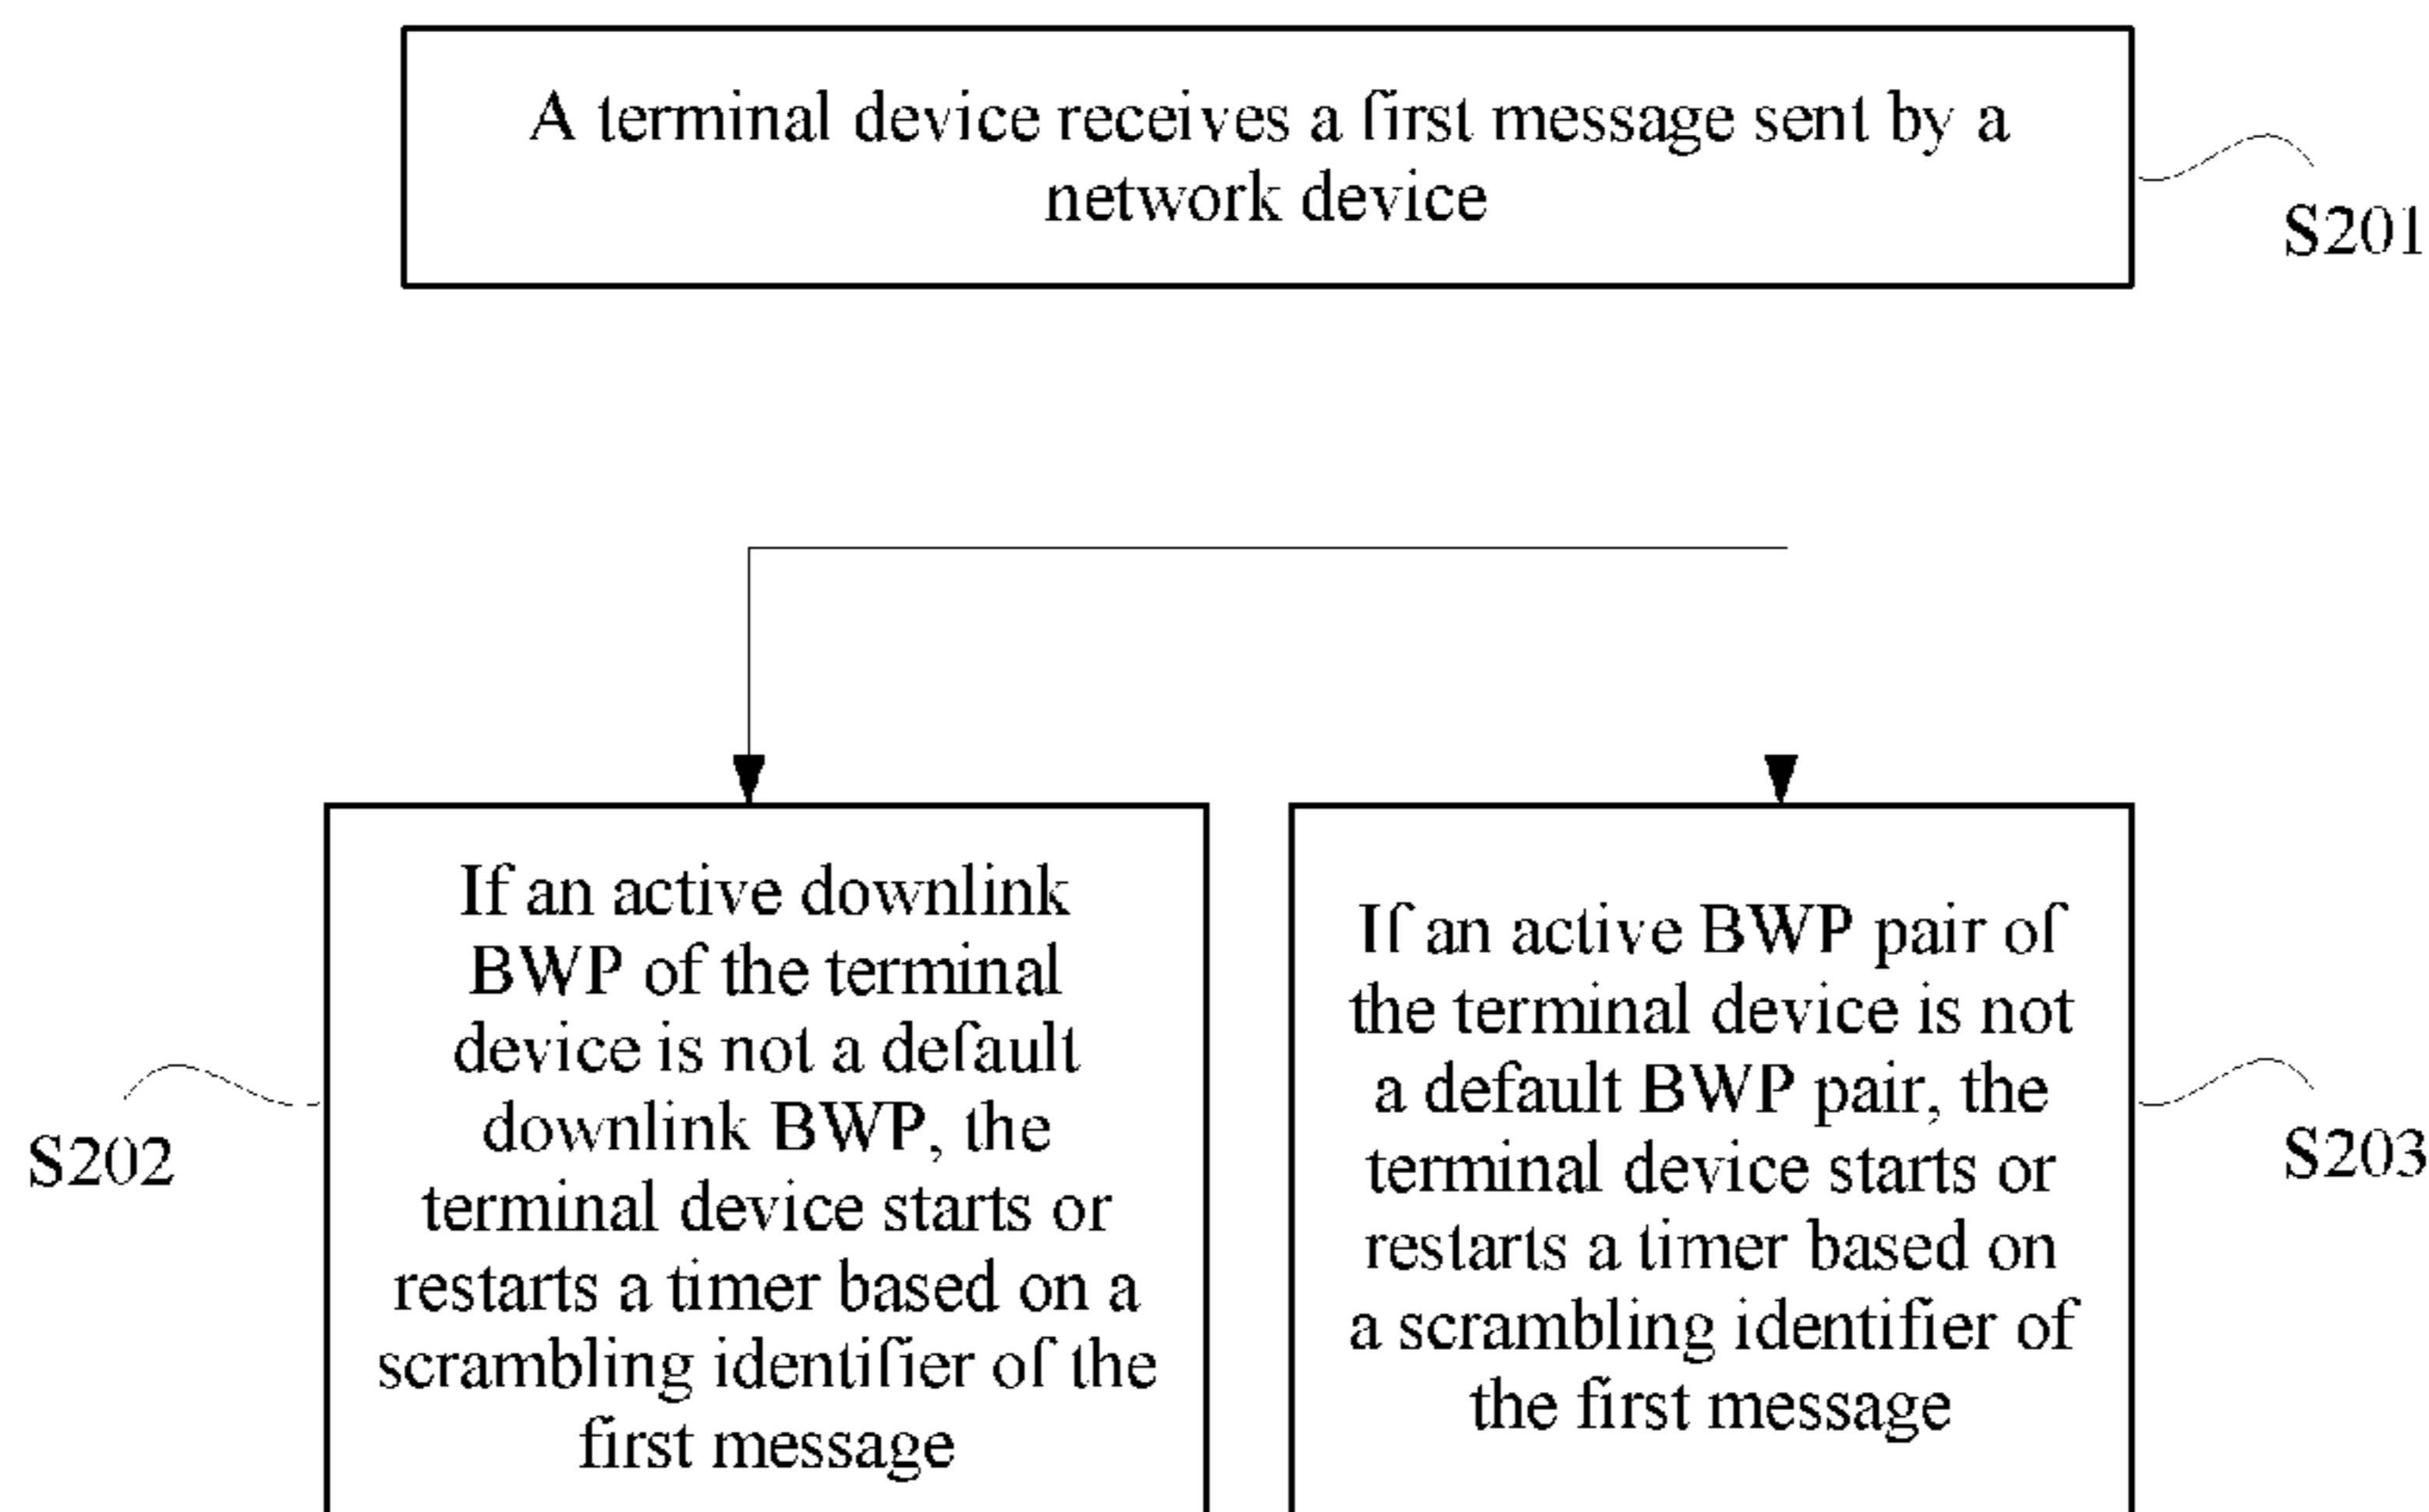 A terminal device receives a first message sent by a
network device
S201
If an active downlink
BWP of the terminal
device is not a default
downlink BWP, the
terminal device starts or
restarts a timer based on a
scrambling identifier of the
first message
S202
If an active BWP pair of
the terminal device is not
a default BWP pair, the
terminal device starts or
restarts a timer based on
a scrambling identifier of
the first message
S203